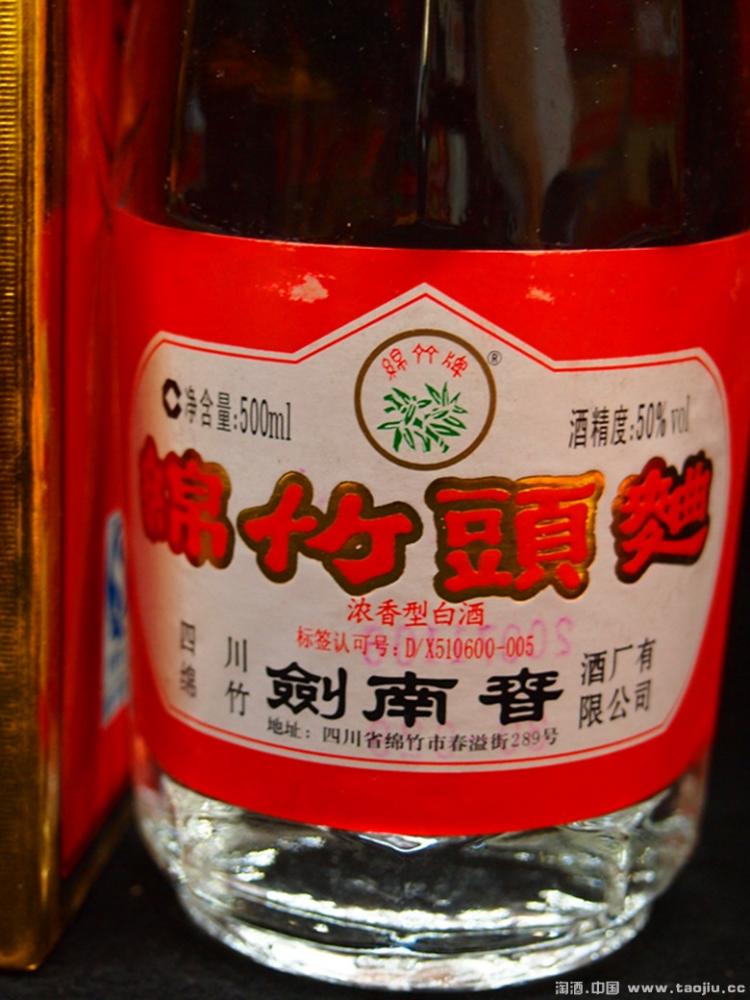 綿竹牌®
净含量:500ml
酒精度:50%vol
綿竹頭麯
浓香型白酒
标签认可号:D/X510600-005
四川
绵竹
劍南春
酒厂有
限公司
地址：四川省绵竹市春溢街289号
淘酒.中国 www.taojiu.cc